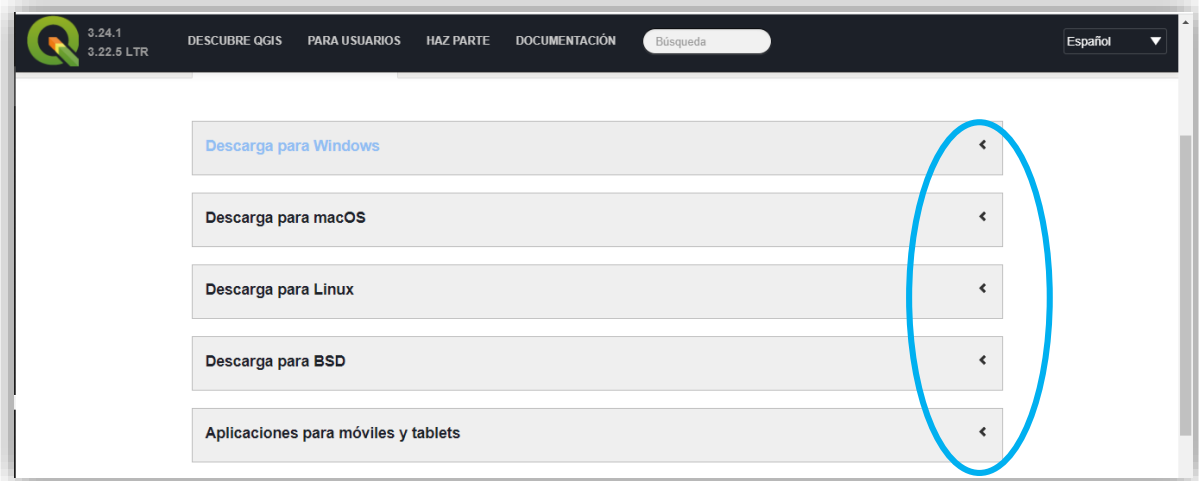 3.24.1
3.22.5 LTR
DESCUBRE QGIS PARA USUARIOS HAZ PARTE DOCUMENTACIÓN Búsqueda Español
Descarga para Windows
Descarga para macOS
Descarga para Linux
Descarga para BSD
Aplicaciones para móviles y tablets